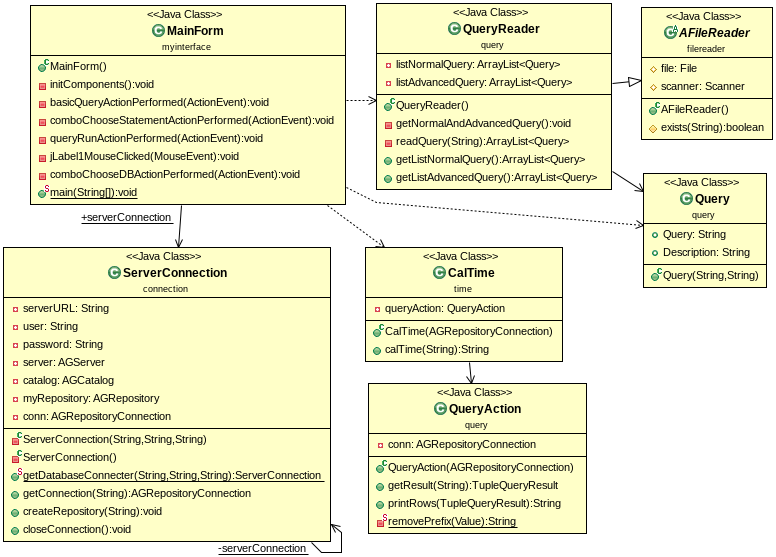 <<Java Class>>
MainForm
myinterface
MainForm()
initComponents():void
basicQueryActionPerformed(ActionEvent):void
comboChooseStatementActionPerformed(ActionEvent):void
queryRunActionPerformed(ActionEvent):void
jLabel1MouseClicked(MouseEvent):void
comboChooseDBActionPerformed(ActionEvent):void
main(String[]):void
<<Java Class>>
QueryReader
query
listNormalQuery: ArrayList<Query>
listAdvancedQuery: ArrayList<Query>
QueryReader()
getNormalAndAdvancedQuery():void
readQuery(String):ArrayList<Query>
getListNormalQuery():ArrayList<Query>
getListAdvancedQuery():ArrayList<Query>
<<Java Class>>
AFileReader
filereader
file: File
scanner: Scanner
AFileReader()
exists(String):boolean
<<Java Class>>
Query
query
Query: String
Description: String
Query(String,String)
+serverConnection
<<Java Class>>
ServerConnection
connection
serverURL: String
user: String
password: String
server: AGServer
catalog: AGCatalog
myRepository: AGRepository
conn: AGRepositoryConnection
ServerConnection(String,String,String)
ServerConnection()
getDatabaseConnecter(String,String,String):ServerConnection
getConnection(String):AGRepositoryConnection
createRepository(String):void
closeConnection():void
-serverConnection
<<Java Class>>
CalTime
time
queryAction: QueryAction
CalTime(AGRepositoryConnection)
calTime(String):String
<<Java Class>>
QueryAction
query
conn: AGRepositoryConnection
QueryAction(AGRepositoryConnection)
getResult(String):TupleQueryResult
printRows(TupleQueryResult):String
removePrefix(Value):String